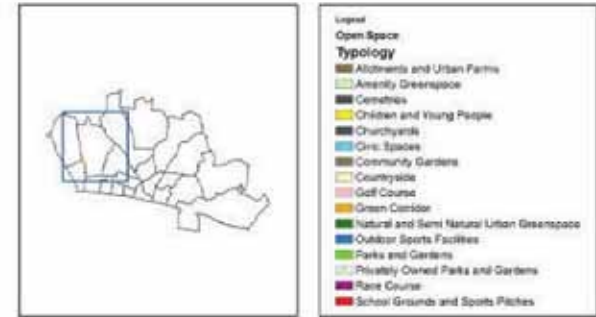 Legend
Open Space
Typology
Allotments and Urban Farms
Amenity Greenspace
Cemetries
Children and Young People
Churchyards
Civic Spaces
Community Gardens
Countryside
Golf Course
Green Corridor
Natural and Semi Natural Urban Greenspace
Outdoor Sports Facilities
Parks and Gardens
Privately Owned Parks and Gardens
Race Course
School Grounds and Sports Pitches